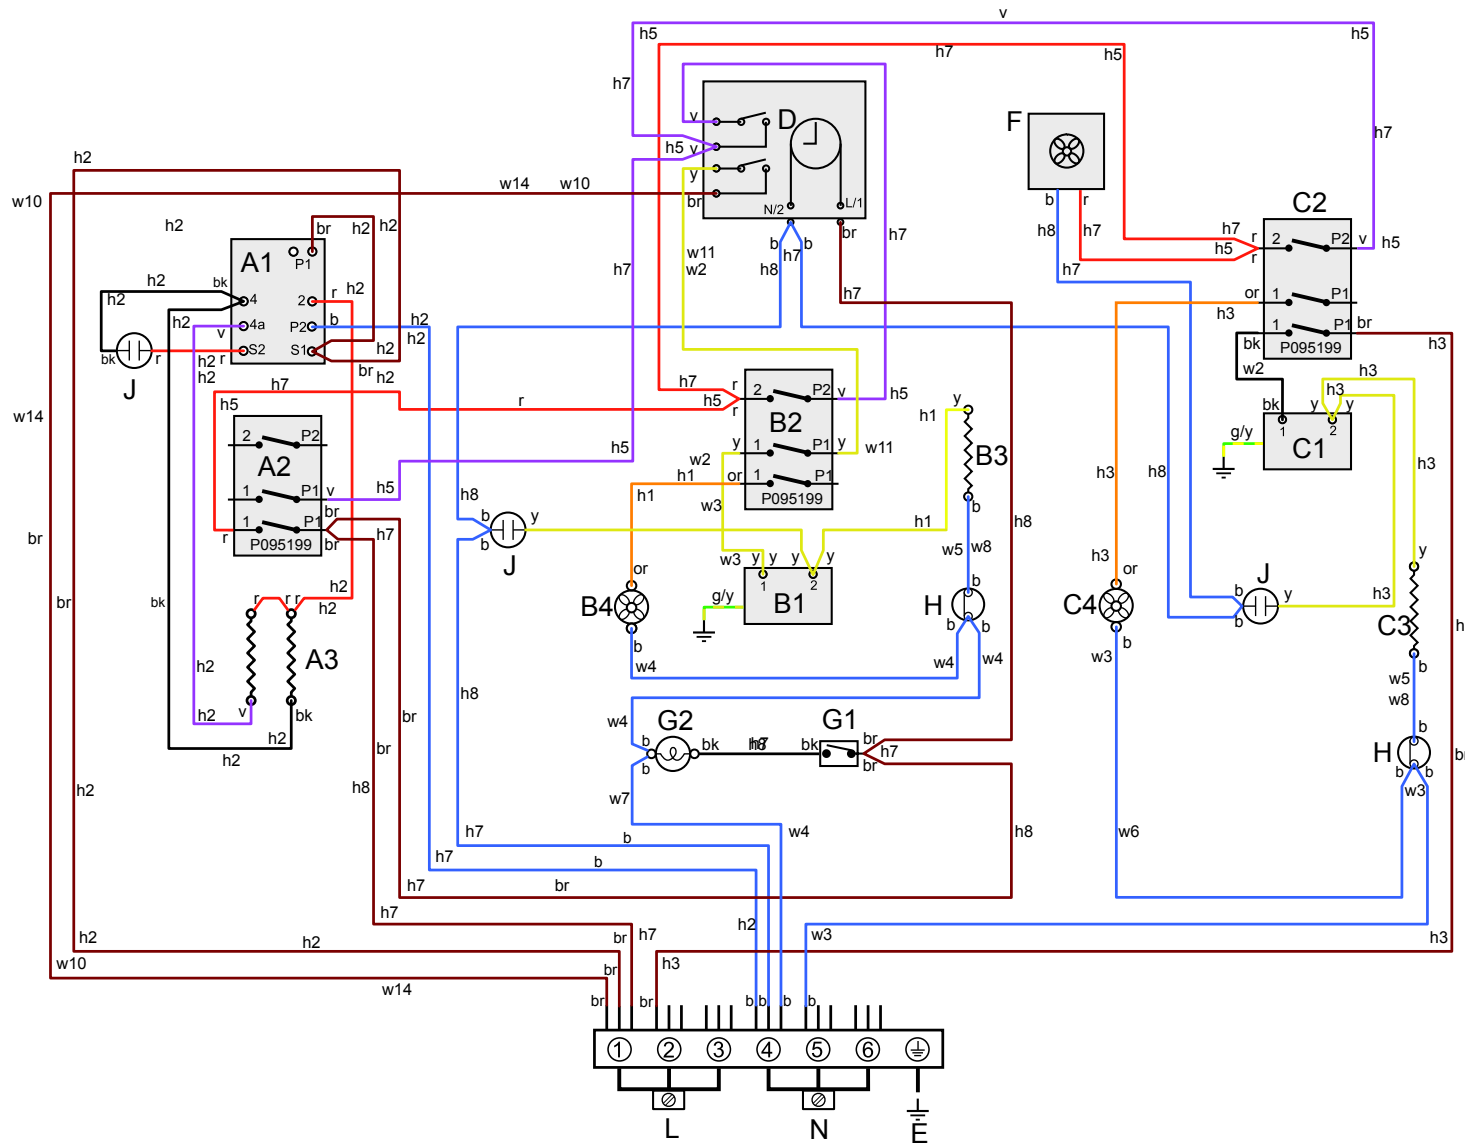 v
h5
h5
h7
h5
h7
h7
F
v
D
h5
v
y
br
N/2
L/1
h7
h2
w14
w10
w10
h2
br
h2
h2
P1
A1
bk
h2
h2
4
2
r
h2
h2
4a
v
P2
b
h2
h2
bk
r
h2
r
S2
S1
h2
J
h2
br
h2
b
b
br
h7
h8
h7
h7
w11
w2
h7
b
r
h8
h7
h7
C2
h7
r
h5
r
2
P2
v
h5
or
h3
1
P1
bk
1
P1
br
P095199
w2
h3
h3
h3
bk
y
y
1
2
g/y
C1
h3
w14
h7
h5
r
2
P2
A2
1
P1
v
h5
br
1
P1
r
br
h7
P095199
h5
h7
r
h5
r
2
P2
v
h5
B2
y
1
P1
y
w11
w2
or
h1
1
P1
P095199
h1
w3
h1
y
B3
h1
b
h8
h8
b
b
y
J
w3
y
y
y
y
1
2
B1
g/y
w5
w8
or
B4
b
w4
H
b
b
b
w4
w4
br
br
bk
r
r
r
h2
h2
A3
h2
v
bk
h2
h2
h2
h2
br
br
h8
h8
w4
G2
b
b
bk
bk
G1
br
h7
br
w7
w4
h8
h3
h8
h3
or
C4
b
w3
J
b
b
y
h3
y
C3
b
w5
w8
b
H
b
b
w3
w6
br
h7
b
h7
b
h7
br
h7
h2
h2
br
h7
h2
w3
h3
w10
br
h3
w14
br
br
b
b
b
b
1
2
3
4
5
6
L
N
E